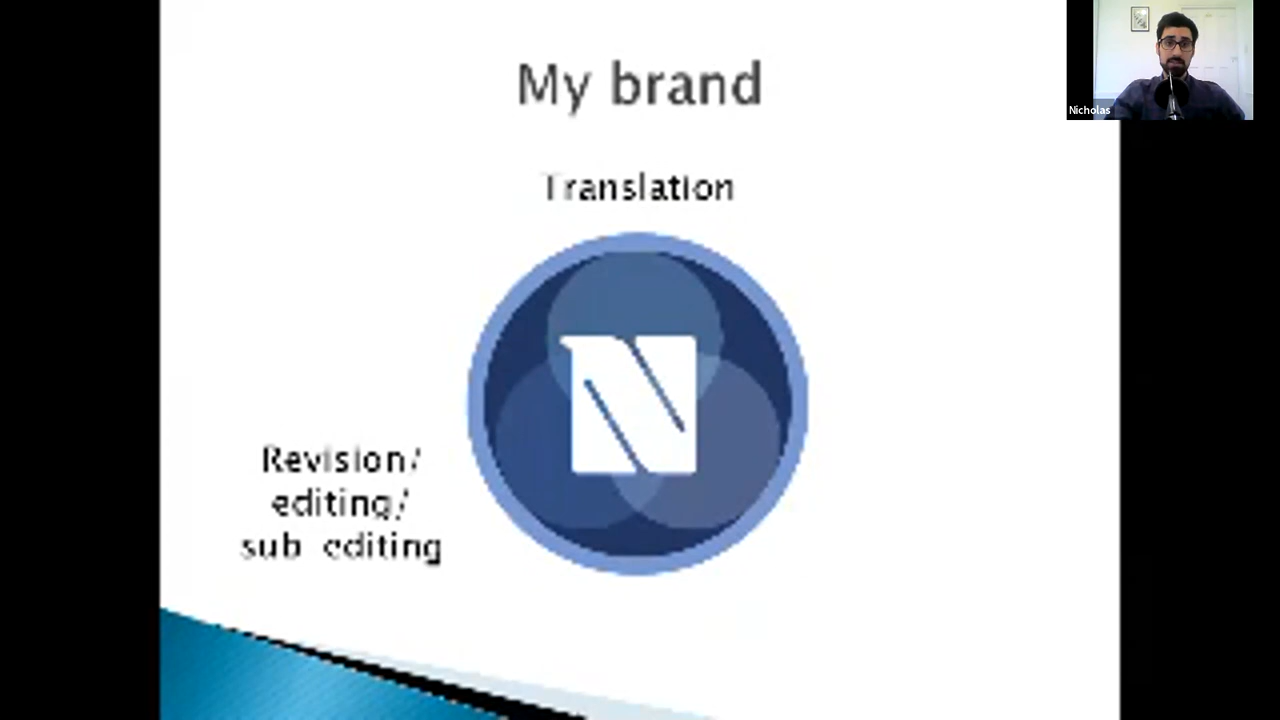 My brand
Translation
Revision/
editing/
sub-editing
N
Nicholas